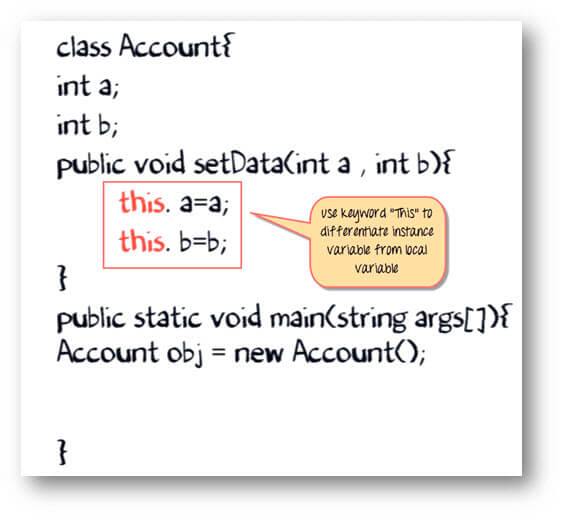 class Account{
int a;
int b;
public void setData(int a , int b){
this. a=a;
this. b=b;
use keyword "This" to
differentiate instance
variable from local
variable
}
public static void main(string args[]){
Account obj = new Account();
}